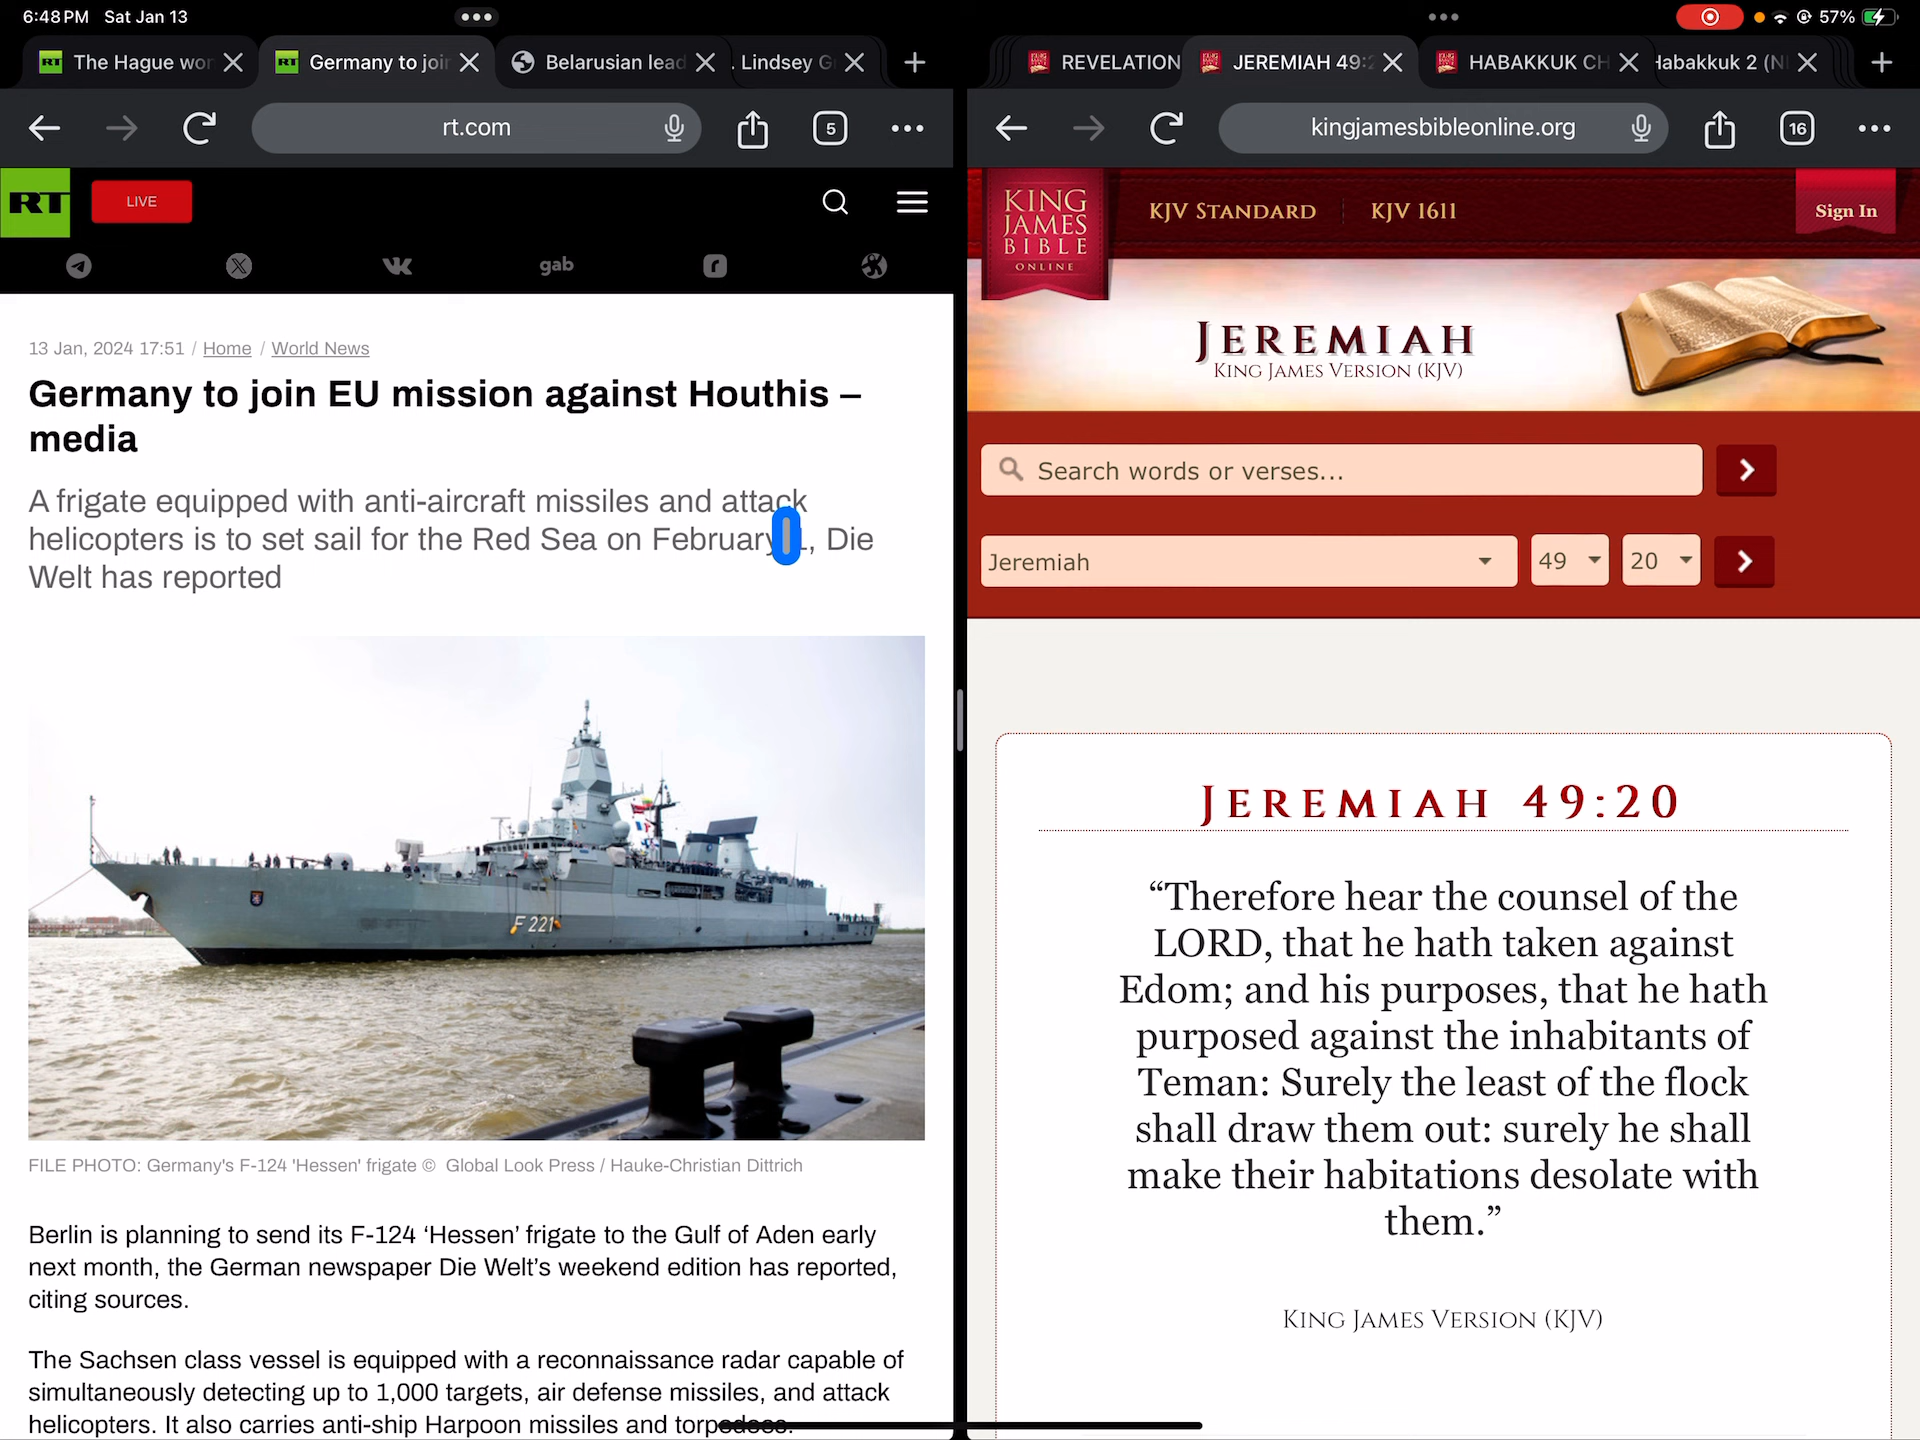 6:48 PM Sat Jan 13
57%
The Hague wor
Germany to joi
Belarusian lead
. Lindsey G
rt.com
5
RT
LIVE
gab
13 Jan, 2024 17:51 / Home / World News
Germany to join EU mission against Houthis –
media
A frigate equipped with anti-aircraft missiles and attack
helicopters is to set sail for the Red Sea on February , Die
Welt has reported
F 221
FILE PHOTO: Germany's F-124 'Hessen' frigate © Global Look Press / Hauke-Christian Dittrich
Berlin is planning to send its F-124 ‘Hessen’ frigate to the Gulf of Aden early
next month, the German newspaper Die Welt’s weekend edition has reported,
citing sources.
The Sachsen class vessel is equipped with a reconnaissance radar capable of
simultaneously detecting up to 1,000 targets, air defense missiles, and attack
helicopters. It also carries anti-ship Harpoon missiles and torpedoes.
REVELATION
JEREMIAH 49:2
HABAKKUK CH
Habakkuk 2 (N
kingjamesbibleonline.org
16
KING
JAMES
BIBLE
ONLINE
KJV STANDARD
KJV 1611
Sign In
JEREMIAH
KING JAMES VERSION (KJV)
Search words or verses...
Jeremiah
49
20
JEREMIAH 49:20
“Therefore hear the counsel of the
LORD, that he hath taken against
Edom; and his purposes, that he hath
purposed against the inhabitants of
Teman: Surely the least of the flock
shall draw them out: surely he shall
make their habitations desolate with
them.”
KING JAMES VERSION (KJV)